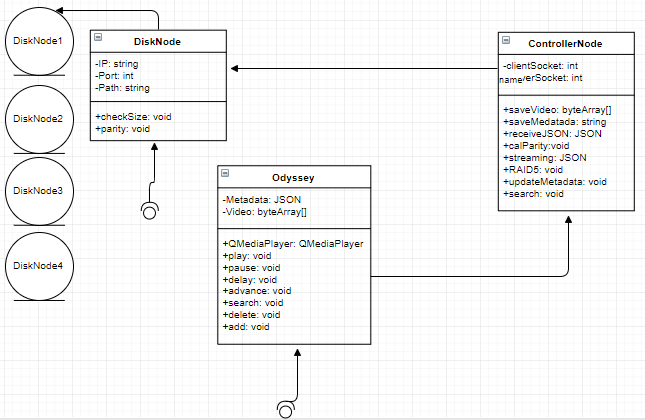 DiskNode1
DiskNode2
DiskNode3
DiskNode4
DiskNode
-IP: string
-Port: int
-Path: string
+checkSize: void
+parity: void
Odyssey
-Metadata: JSON
-Video: byteArray[]
+QMediaPlayer: QMediaPlayer
+play: void
+pause: void
+delay: void
+advance: void
+search: void
+delete: void
+add: void
ControllerNode
-clientSocket: int
name erSocket: int
+saveVideo: byteArray[]
+saveMedatada: string
+receiveJSON: JSON
+calParity:void
+streaming: JSON
+RAID5: void
+updateMetadata: void
+search: void